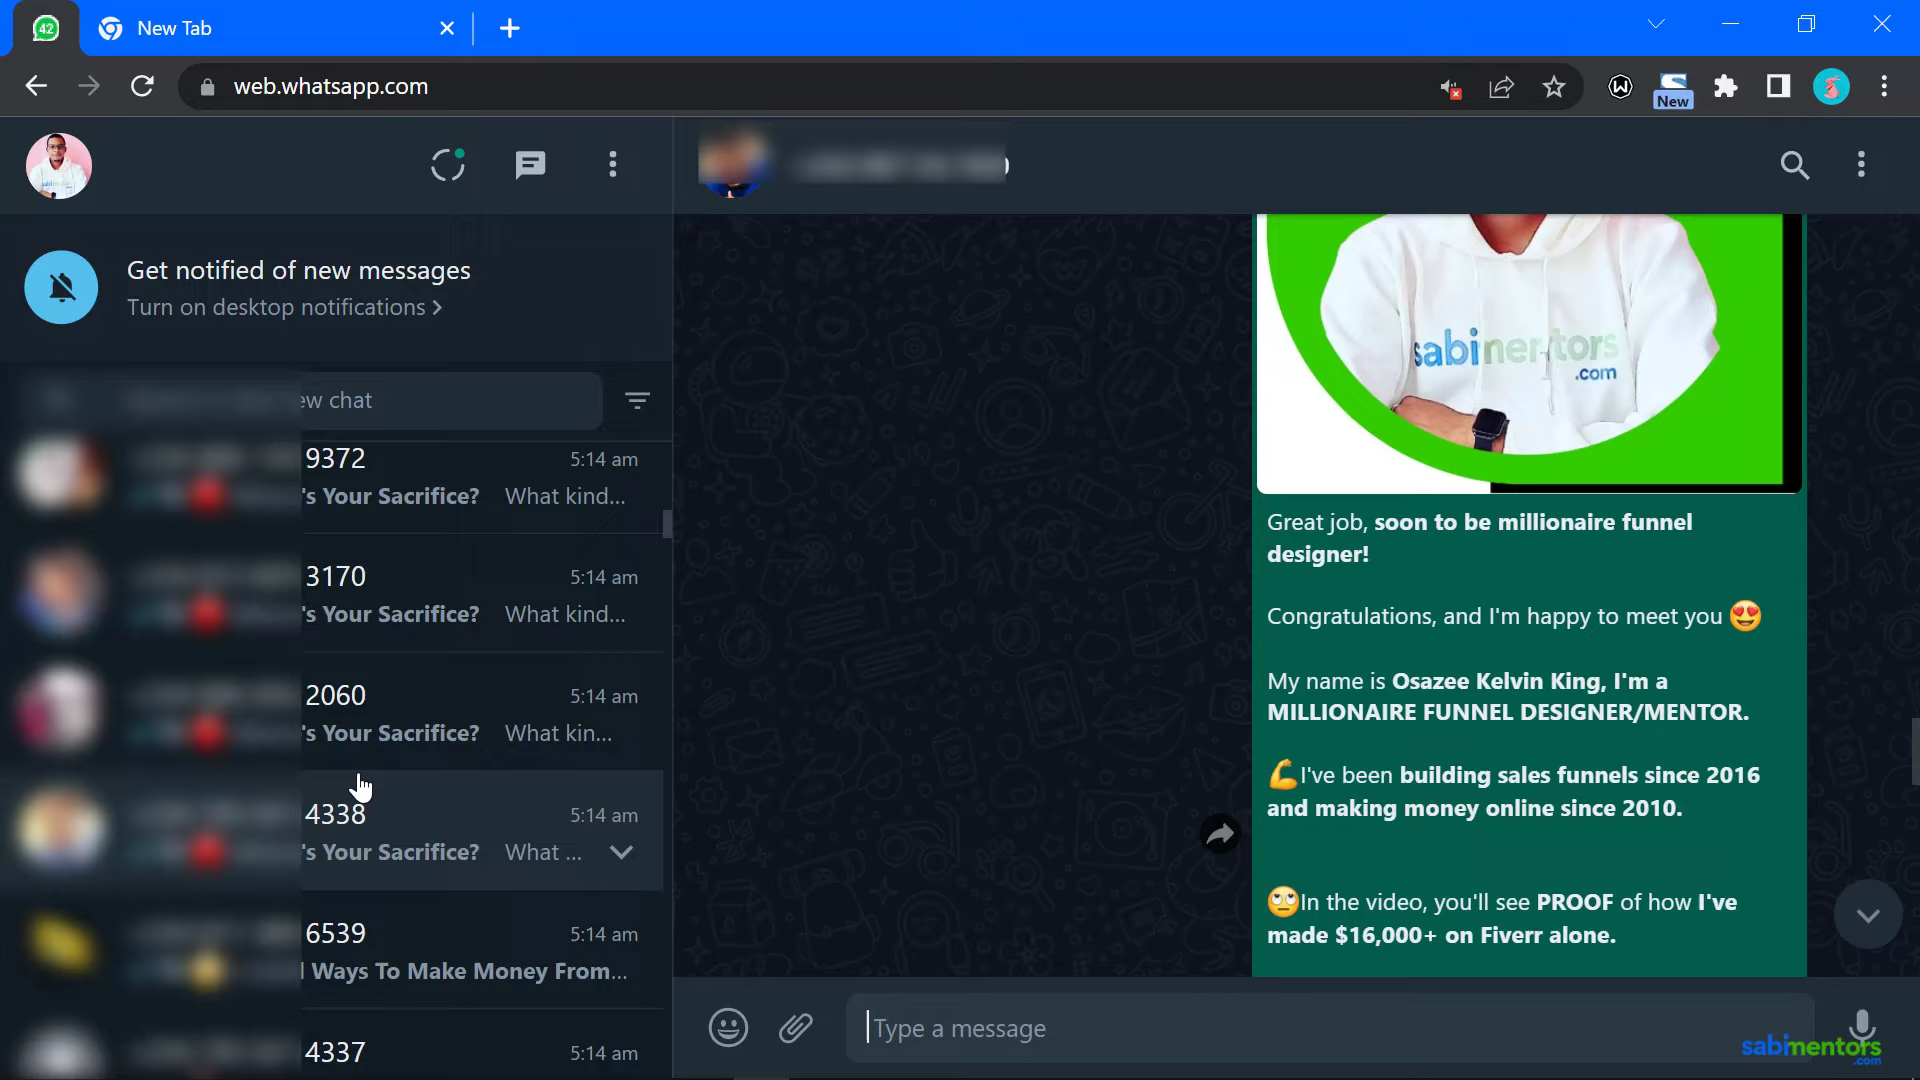 42
New Tab
web.whatsapp.com
New
Get notified of new messages
Turn on desktop notifications
chat
9372
5:14 am
's Your Sacrifice? What kind...
3170
5:14 am
's Your Sacrifice? What kind...
2060
5:14 am
's Your Sacrifice? What kin...
4338
5:14 am
's Your Sacrifice? What ...
6539
5:14 am
Ways To Make Money From...
4337
5:14 am
sabimentors
.com
Great job, soon to be millionaire funnel
designer!
Congratulations, and I'm happy to meet you 😍
My name is Osazee Kelvin King, I'm a
MILLIONAIRE FUNNEL DESIGNER/MENTOR.
💪I've been building sales funnels since 2016
and making money online since 2010.
🙄In the video, you'll see PROOF of how I've
made $16,000+ on Fiverr alone.
Type a message
sabimentors
.com